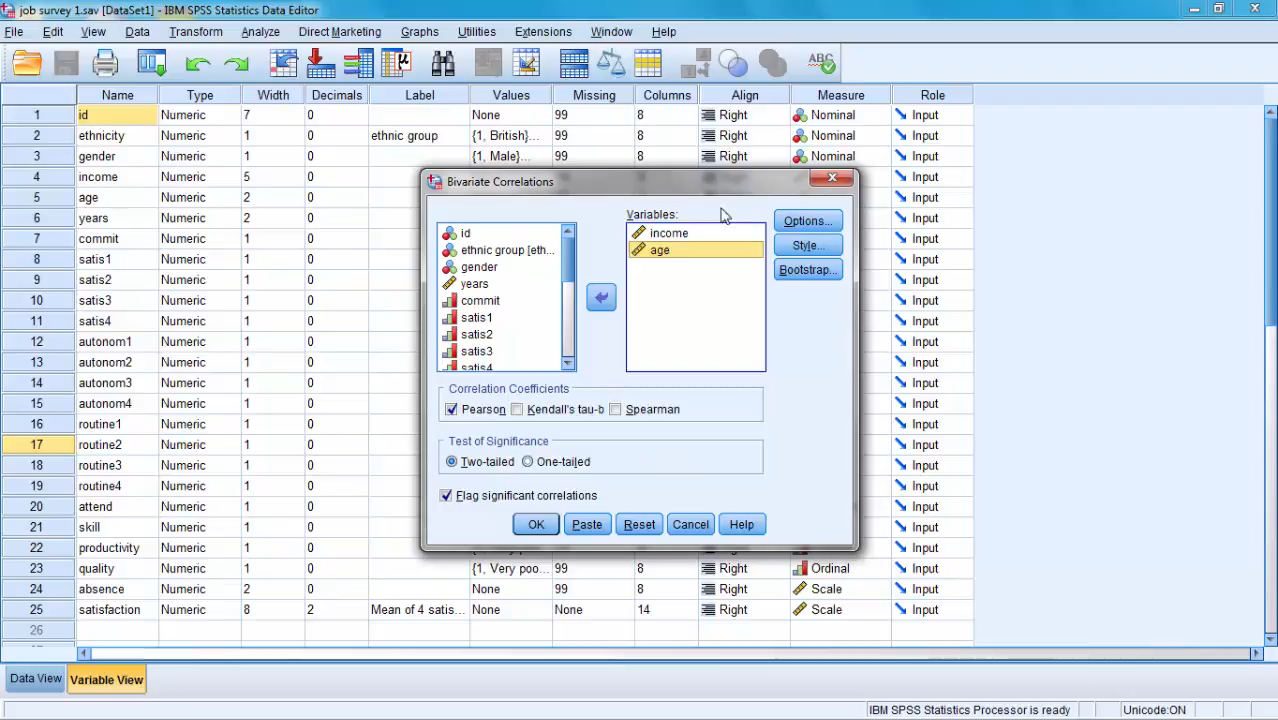 job survey 1.sav [DataSet1] - IBM SPSS Statistics Data Editor
File Edit View Data Transform Analyze Direct Marketing Graphs Utilities Extensions Window Help
Name Type Width Decimals Label Values Missing Columns Align Measure Role
1 id Numeric 7 0 None 99 8 Right Nominal Input
2 ethnicity Numeric 1 0 ethnic group {1, British}... 99 8 Right Nominal Input
3 gender Numeric 1 0 {1, Male}... 99 8 Right Nominal Input
4 income Numeric 5 0 Input
5 age Numeric 2 0 Input
6 years Numeric 2 0 Input
7 commit Numeric 1 0 Input
8 satis1 Numeric 1 0 Input
9 satis2 Numeric 1 0 Input
10 satis3 Numeric 1 0 Input
11 satis4 Numeric 1 0 Input
12 autonom1 Numeric 1 0 Input
13 autonom2 Numeric 1 0 Input
14 autonom3 Numeric 1 0 Input
15 autonom4 Numeric 1 0 Input
16 routine1 Numeric 1 0 Input
17 routine2 Numeric 1 0 Input
18 routine3 Numeric 1 0 Input
19 routine4 Numeric 1 0 Input
20 attend Numeric 1 0 Input
21 skill Numeric 1 0 Input
22 productivity Numeric 1 0 Input
23 quality Numeric 1 0 {1, Very poo... 99 8 Right Ordinal Input
24 absence Numeric 2 0 None 99 8 Right Scale Input
25 satisfaction Numeric 8 2 Mean of 4 satis... None None 14 Right Scale Input
26
Bivariate Correlations
Variables:
id
ethnic group [eth...
gender
years
commit
satis1
satis2
satis3
satis4
income
age
Options...
Style...
Bootstrap...
Correlation Coefficients
Pearson Kendall's tau-b Spearman
Test of Significance
Two-tailed One-tailed
Flag significant correlations
OK Paste Reset Cancel Help
Data View Variable View
IBM SPSS Statistics Processor is ready Unicode:ON